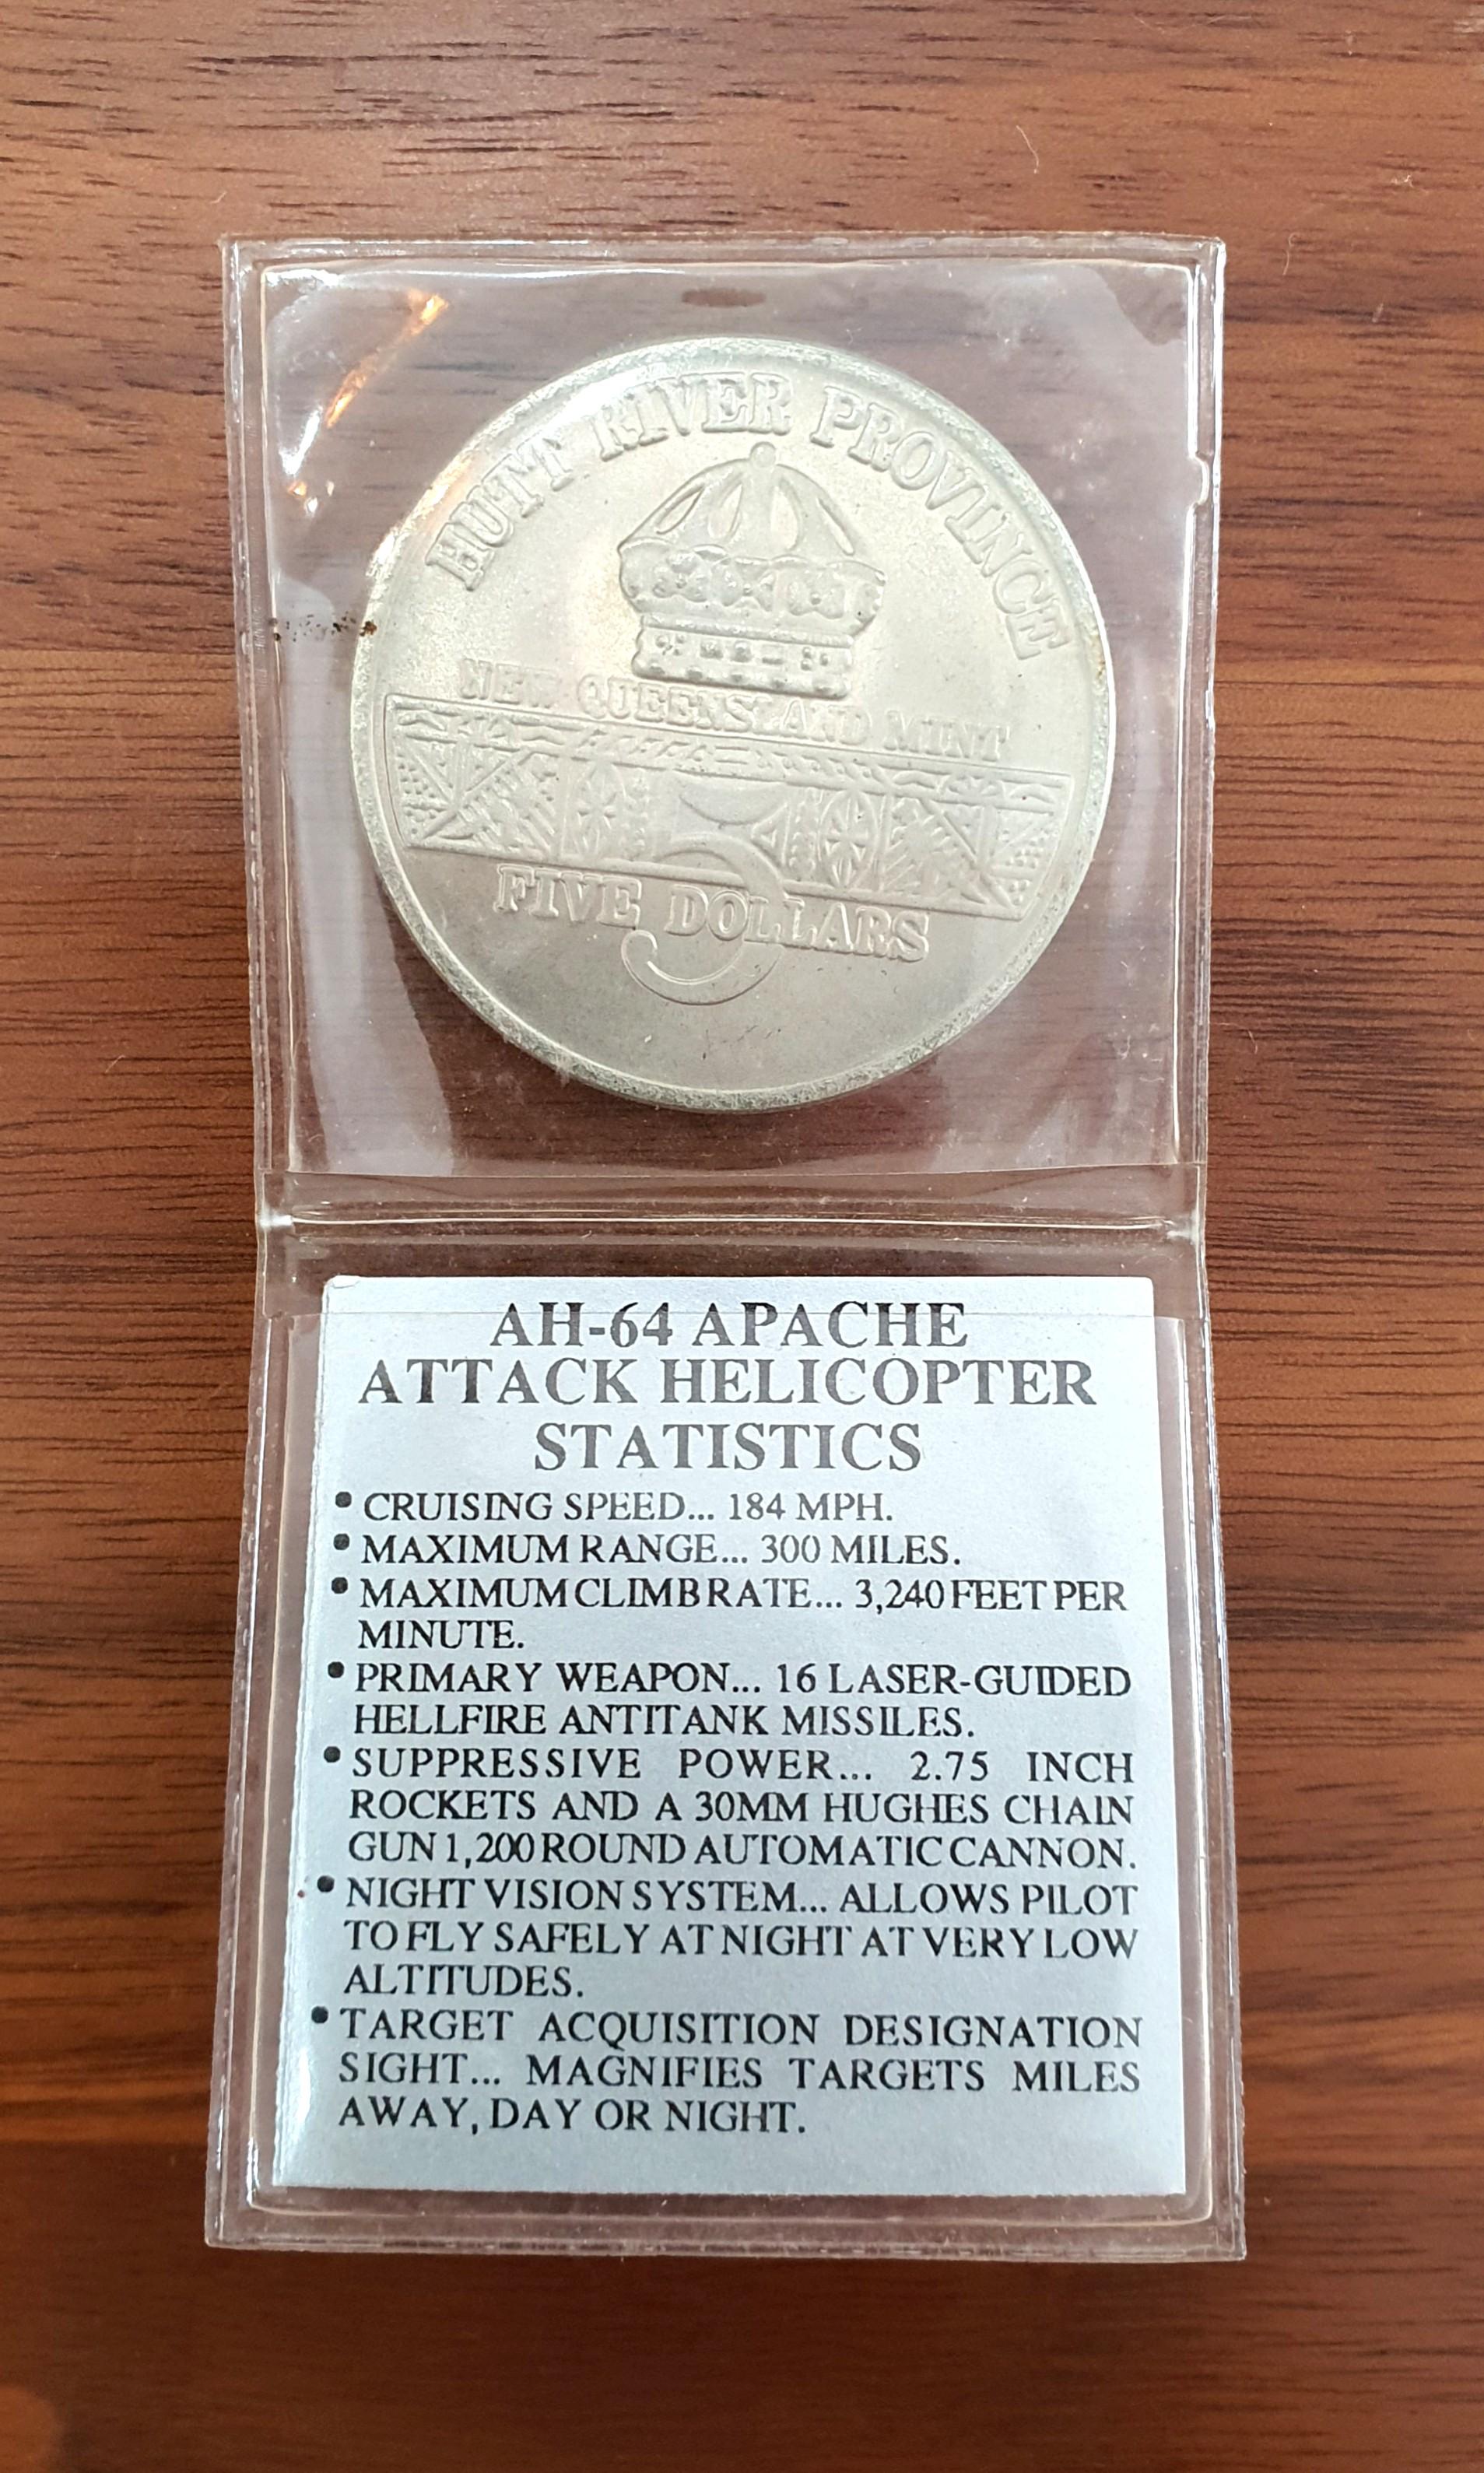 HUTT RIVER PROVINCE
NEW QUEENSLAND MINT
5
FIVE DOLLARS
AH-64 APACHE
ATTACK HELICOPTER
STATISTICS
• CRUISING SPEED... 184 MPH.
• MAXIMUM RANGE... 300 MILES.
• MAXIMUM CLIMB RATE... 3,240 FEET PER
MINUTE.
• PRIMARY WEAPON... 16 LASER-GUIDED
HELLFIRE ANTITANK MISSILES.
• SUPPRESSIVE POWER... 2.75 INCH
ROCKETS AND A 30MM HUGHES CHAIN
GUN 1,200 ROUND AUTOMATIC CANNON.
• NIGHT VISION SYSTEM... ALLOWS PILOT
TO FLY SAFELY AT NIGHT AT VERY LOW
ALTITUDES.
• TARGET ACQUISITION DESIGNATION
SIGHT... MAGNIFIES TARGETS MILES
AWAY, DAY OR NIGHT.